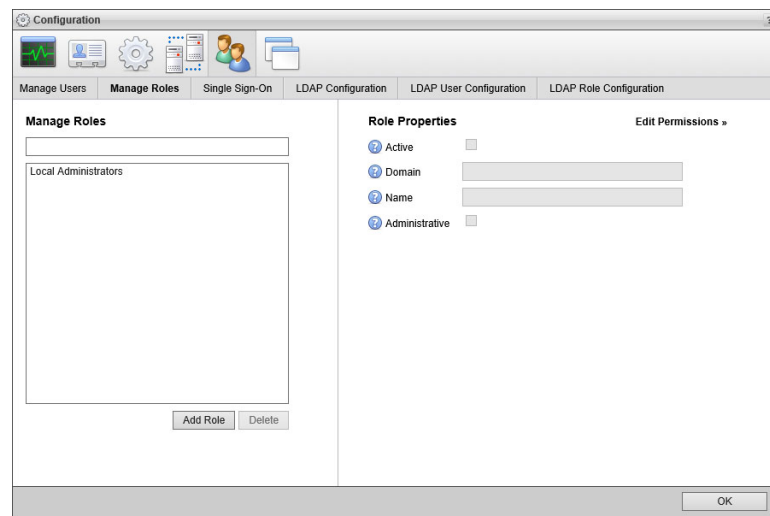 Configuration
Manage Users Manage Roles Single Sign-On LDAP Configuration LDAP User Configuration LDAP Role Configuration
Manage Roles
Local Administrators
Add Role Delete
Role Properties Edit Permissions »
? Active
? Domain
? Name
? Administrative
OK